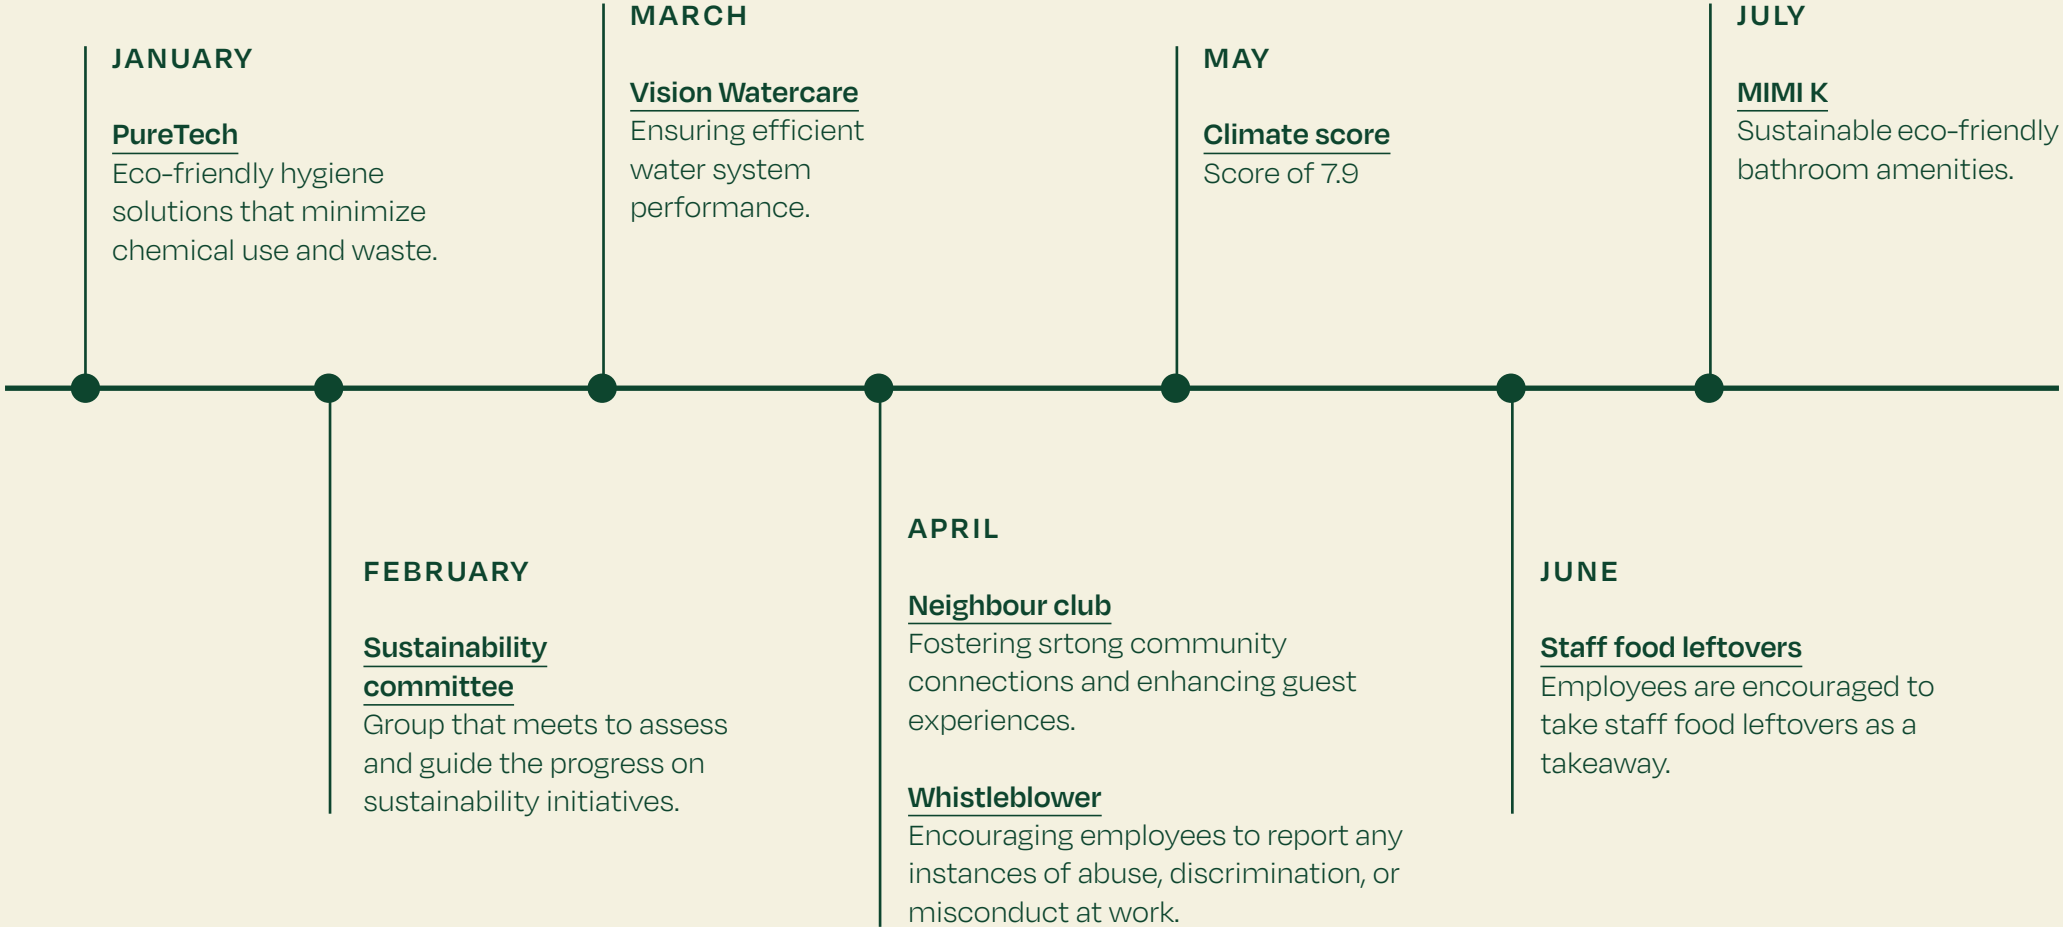 JANUARY
PureTech
Eco-friendly hygiene
solutions that minimize
chemical use and waste.
FEBRUARY
Sustainability
committee
Group that meets to assess
and guide the progress on
sustainability initiatives.
MARCH
Vision Watercare
Ensuring efficient
water system
performance.
APRIL
Neighbour club
Fostering srtong community
connections and enhancing guest
experiences.
Whistleblower
Encouraging employees to report any
instances of abuse, discrimination, or
misconduct at work.
MAY
Climate score
Score of 7.9
JUNE
Staff food leftovers
Employees are encouraged to
take staff food leftovers as a
takeaway.
JULY
MIMI K
Sustainable eco-friendly
bathroom amenities.